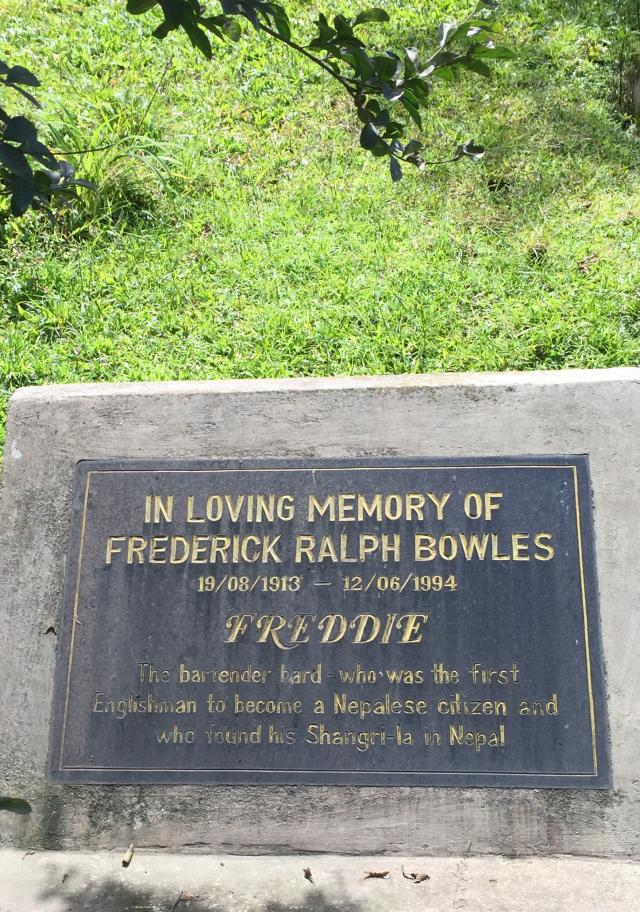 IN LOVING MEMORY OF
FREDERICK RALPH BOWLES
19/08/1913 — 12/06/1994
FREDDIE
The bartender bard - who was the first
Englishman to become a Nepalese citizen and
who found his Shangri-la in Nepal